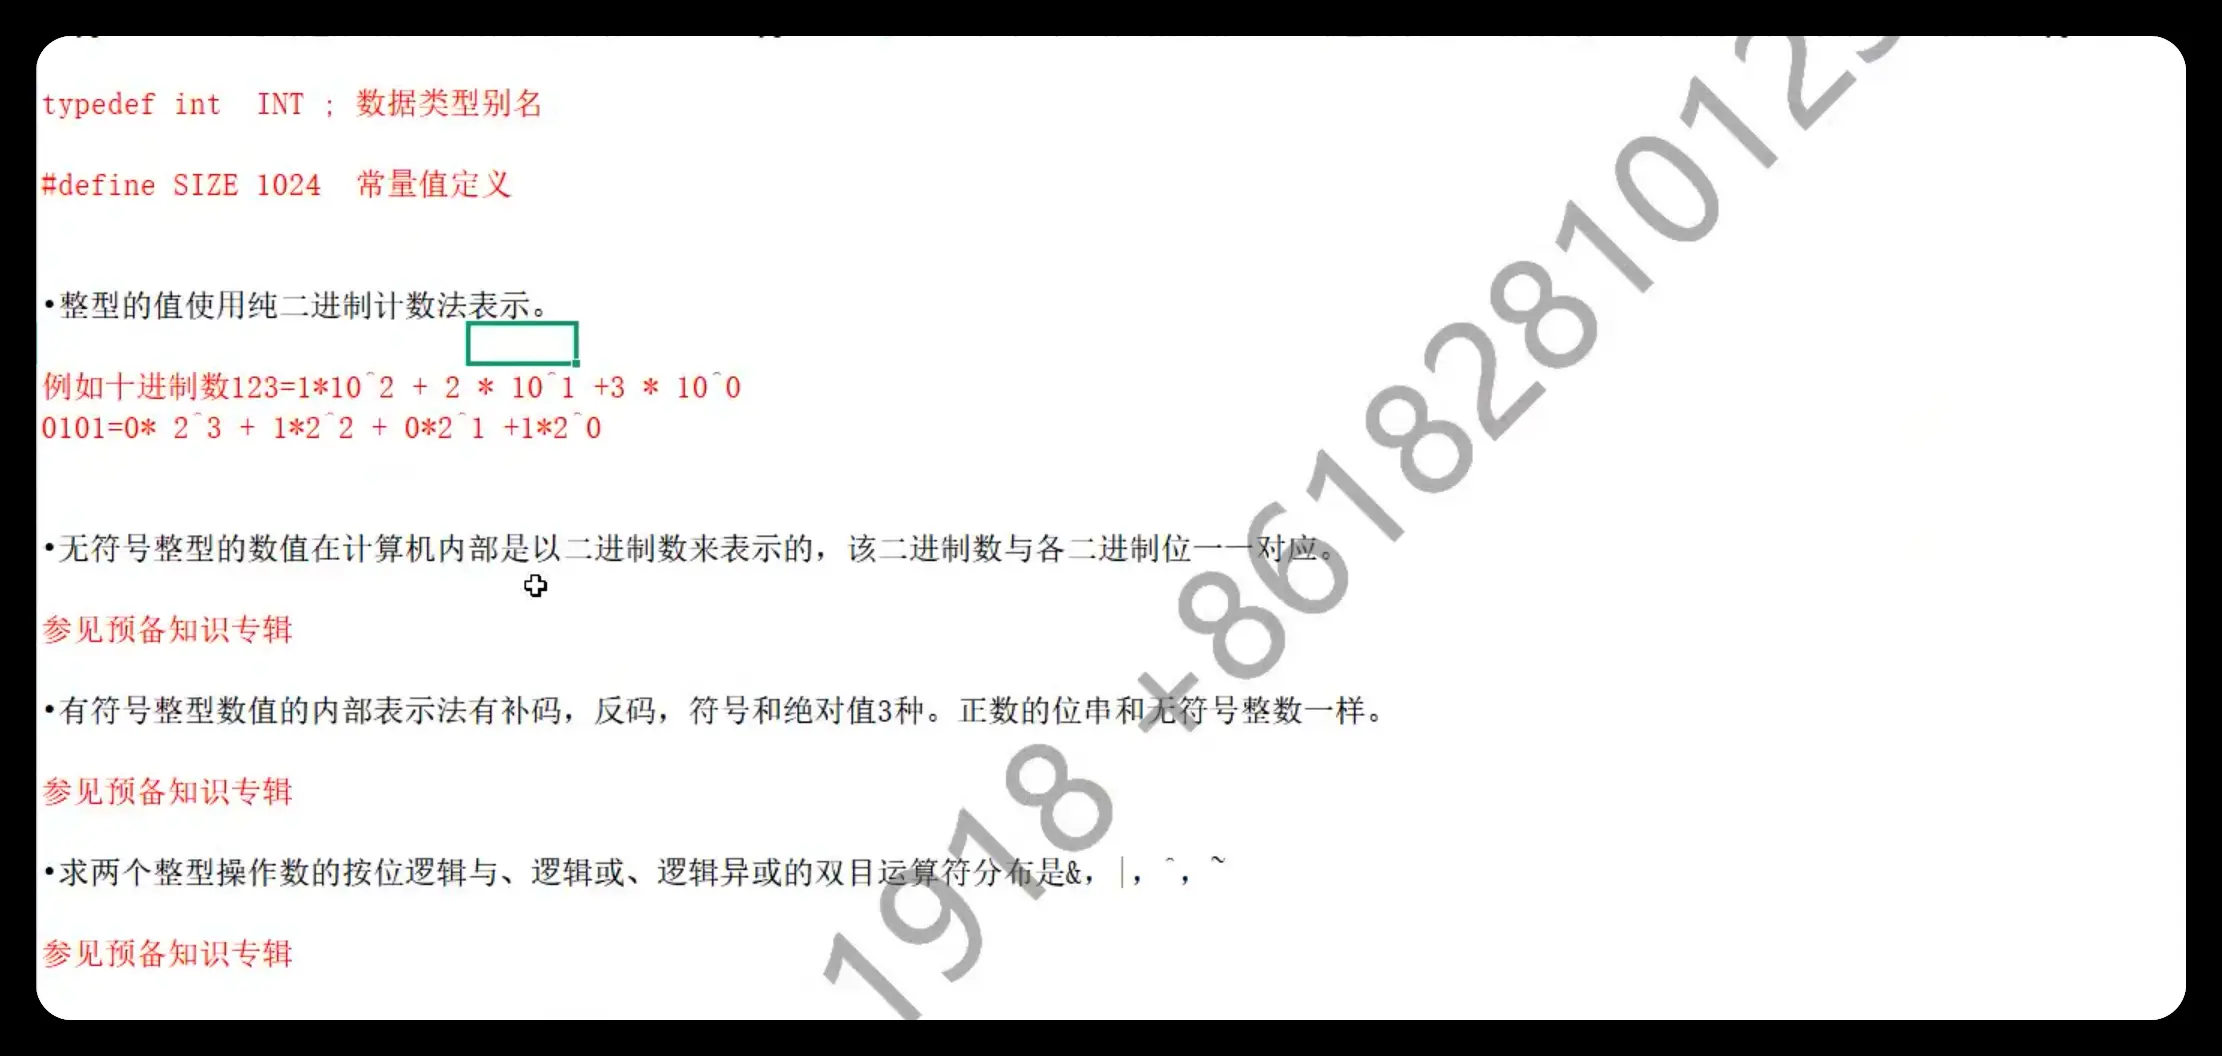 typedef int  INT ; 数据类型别名
#define SIZE 1024  常量值定义
•整型的值使用纯二进制计数法表示。
例如十进制数123=1*10^2 + 2 * 10^1 +3 * 10^0
0101=0* 2^3 + 1*2^2 + 0*2^1 +1*2^0
•无符号整型的数值在计算机内部是以二进制数来表示的，该二进制数与各二进制位一一对应。
参见预备知识专辑
•有符号整型数值的内部表示法有补码，反码，符号和绝对值3种。正数的位串和无符号整数一样。
参见预备知识专辑
•求两个整型操作数的按位逻辑与、逻辑或、逻辑异或的双目运算符分布是&，|，^，~
参见预备知识专辑
1918 +86182810123